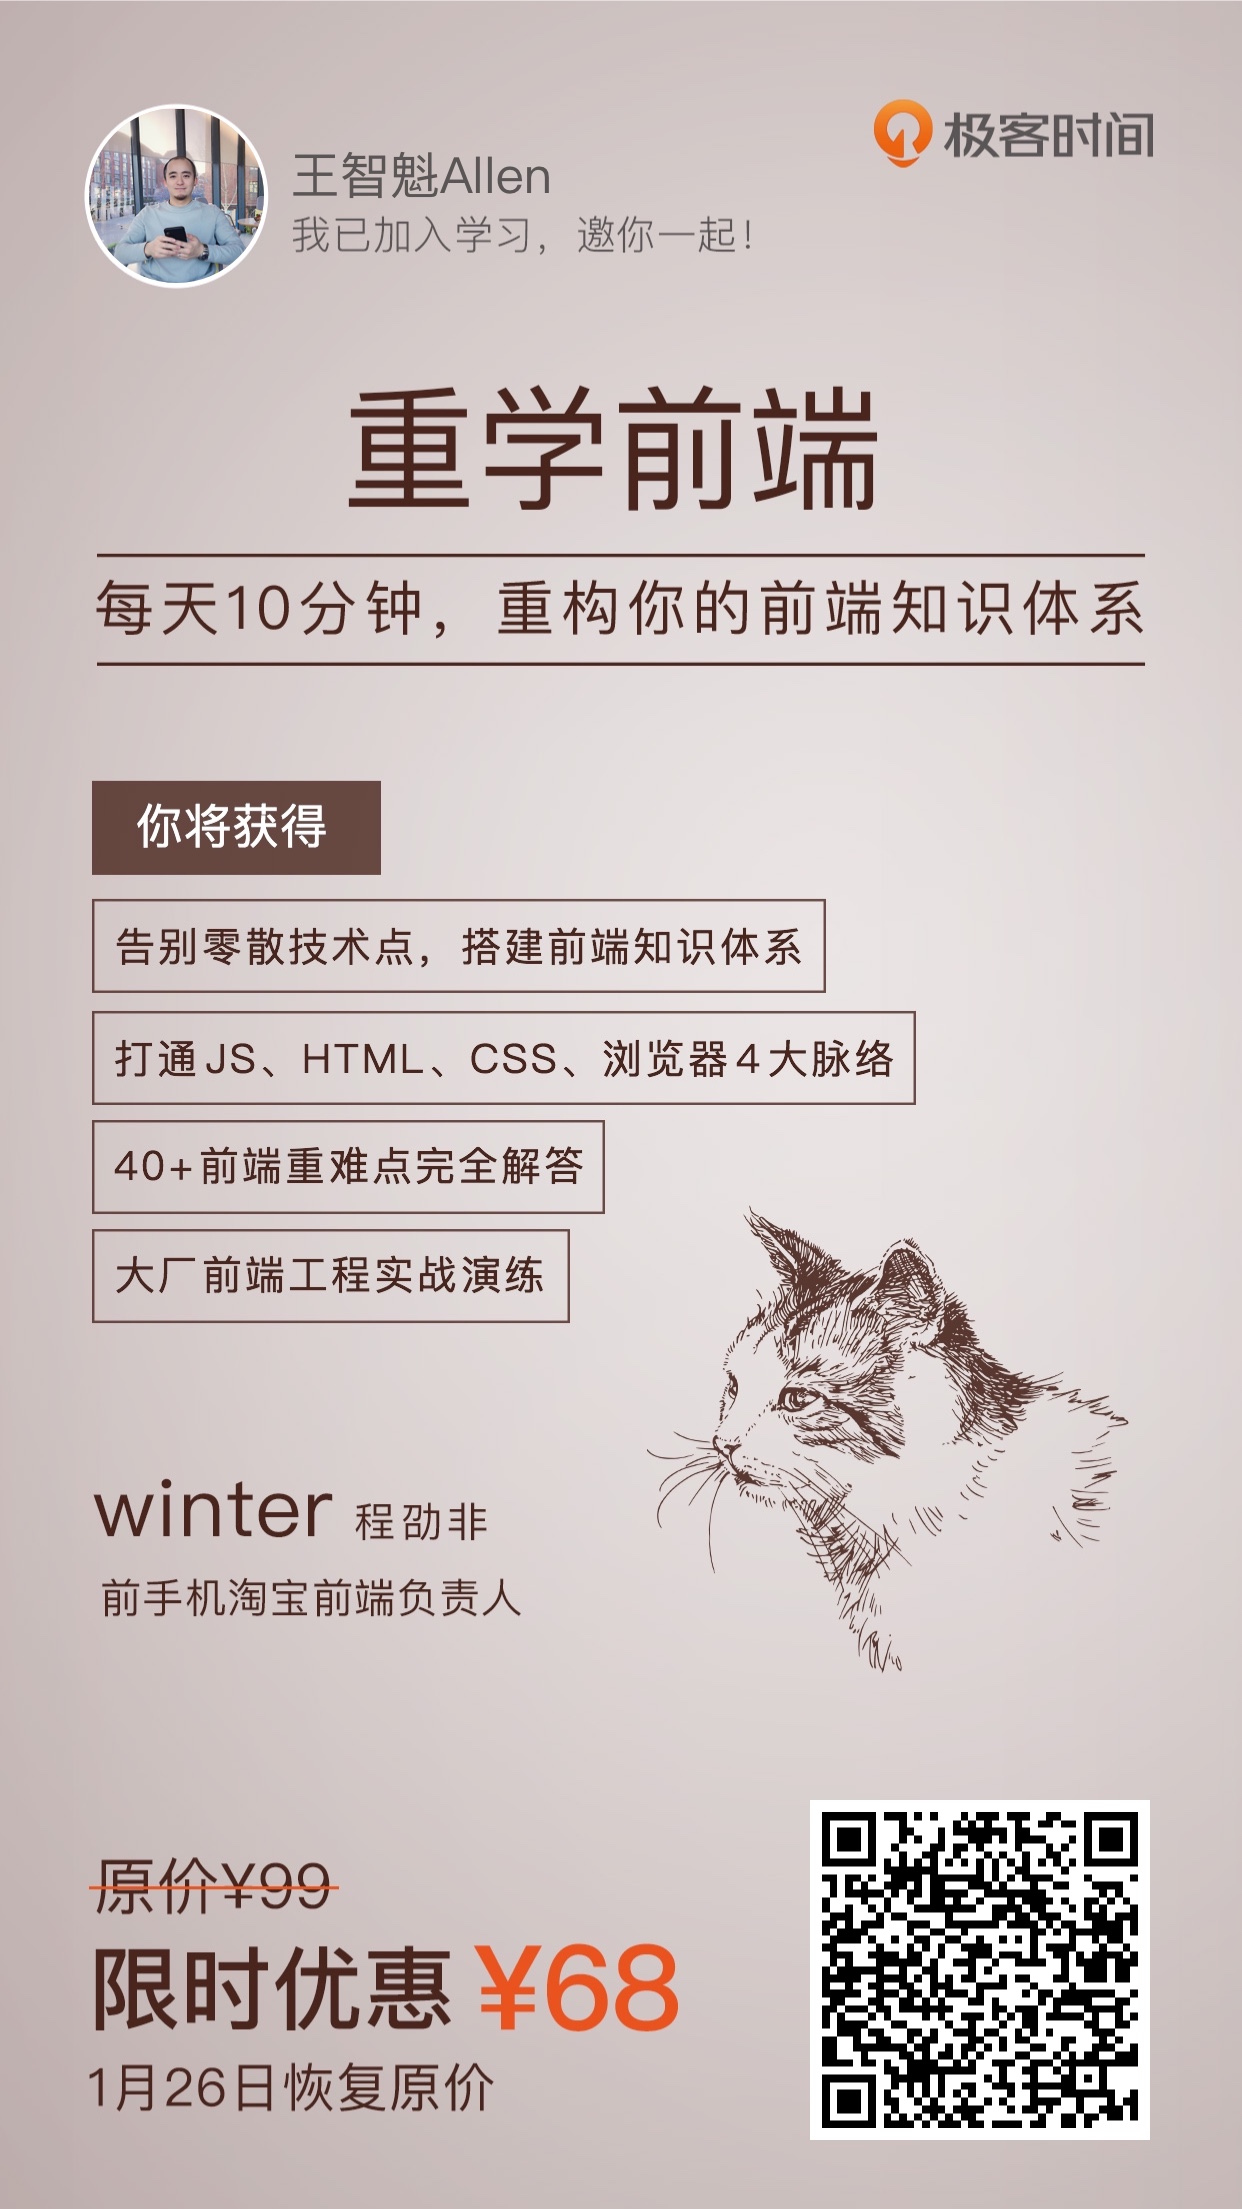 极客时间
王智魁Allen
我已加入学习，邀你一起！
重学前端
每天10分钟，重构你的前端知识体系
你将获得
告别零散技术点，搭建前端知识体系
打通JS、HTML、CSS、浏览器4大脉络
40+前端重难点完全解答
大厂前端工程实战演练
winter 程劭非
前手机淘宝前端负责人
原价¥99
限时优惠 ¥68
1月26日恢复原价